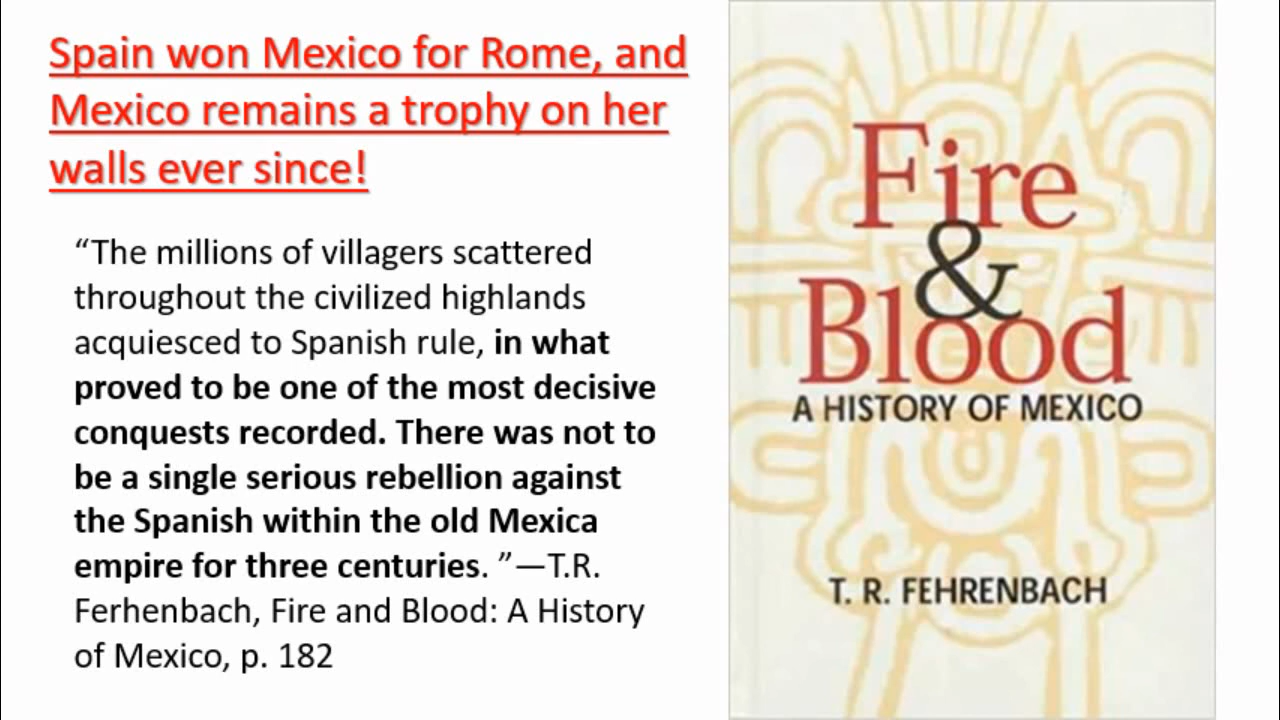 Spain won Mexico for Rome, and
Mexico remains a trophy on her
walls ever since!
“The millions of villagers scattered
throughout the civilized highlands
acquiesced to Spanish rule, in what
proved to be one of the most decisive
conquests recorded. There was not to
be a single serious rebellion against
the Spanish within the old Mexica
empire for three centuries. ”—T.R.
Ferhenbach, Fire and Blood: A History
of Mexico, p. 182
Fire
&
Blood
A HISTORY OF MEXICO
T. R. FEHRENBACH